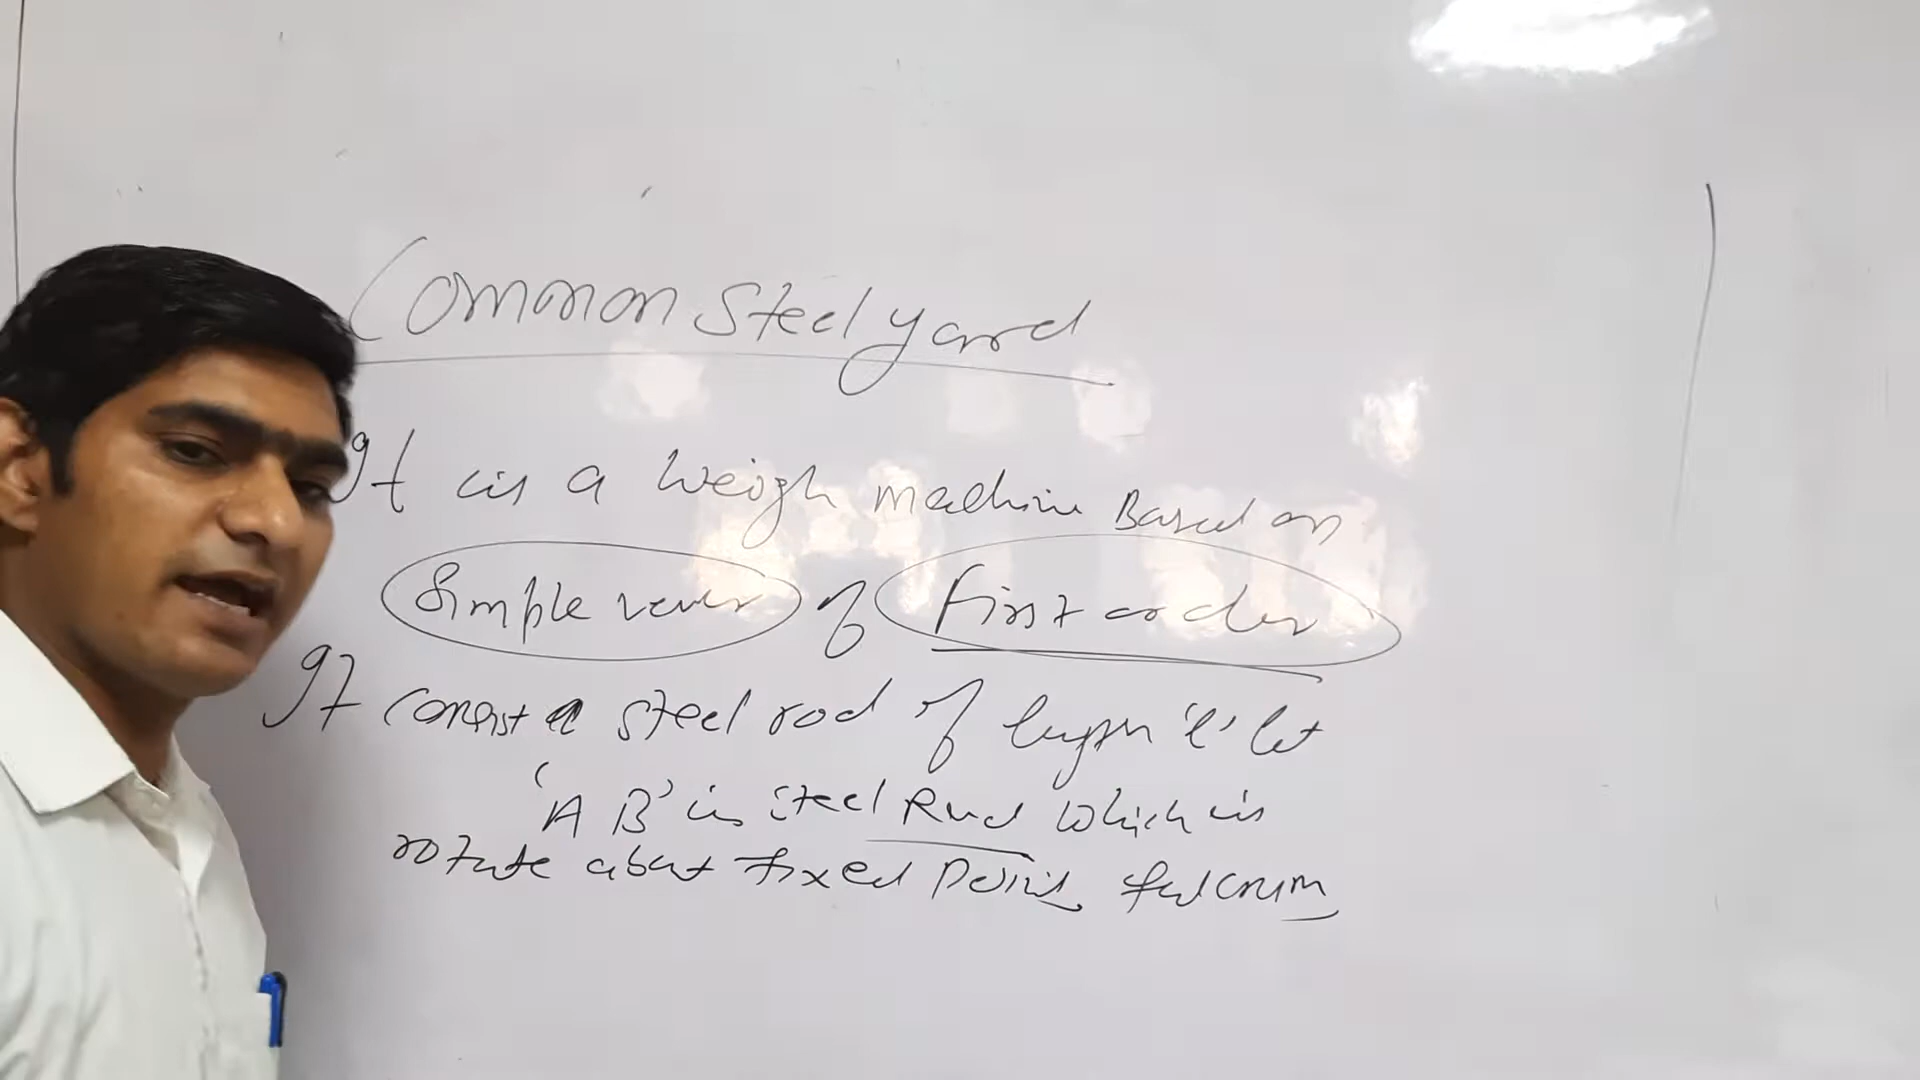 Common Steel yard
It is a Weigh machine Based on
Simple lever of First order
It consist a steel rod of length 'l' let
'A B' is steel Rod which is
rotate about fixed Point fulcrum